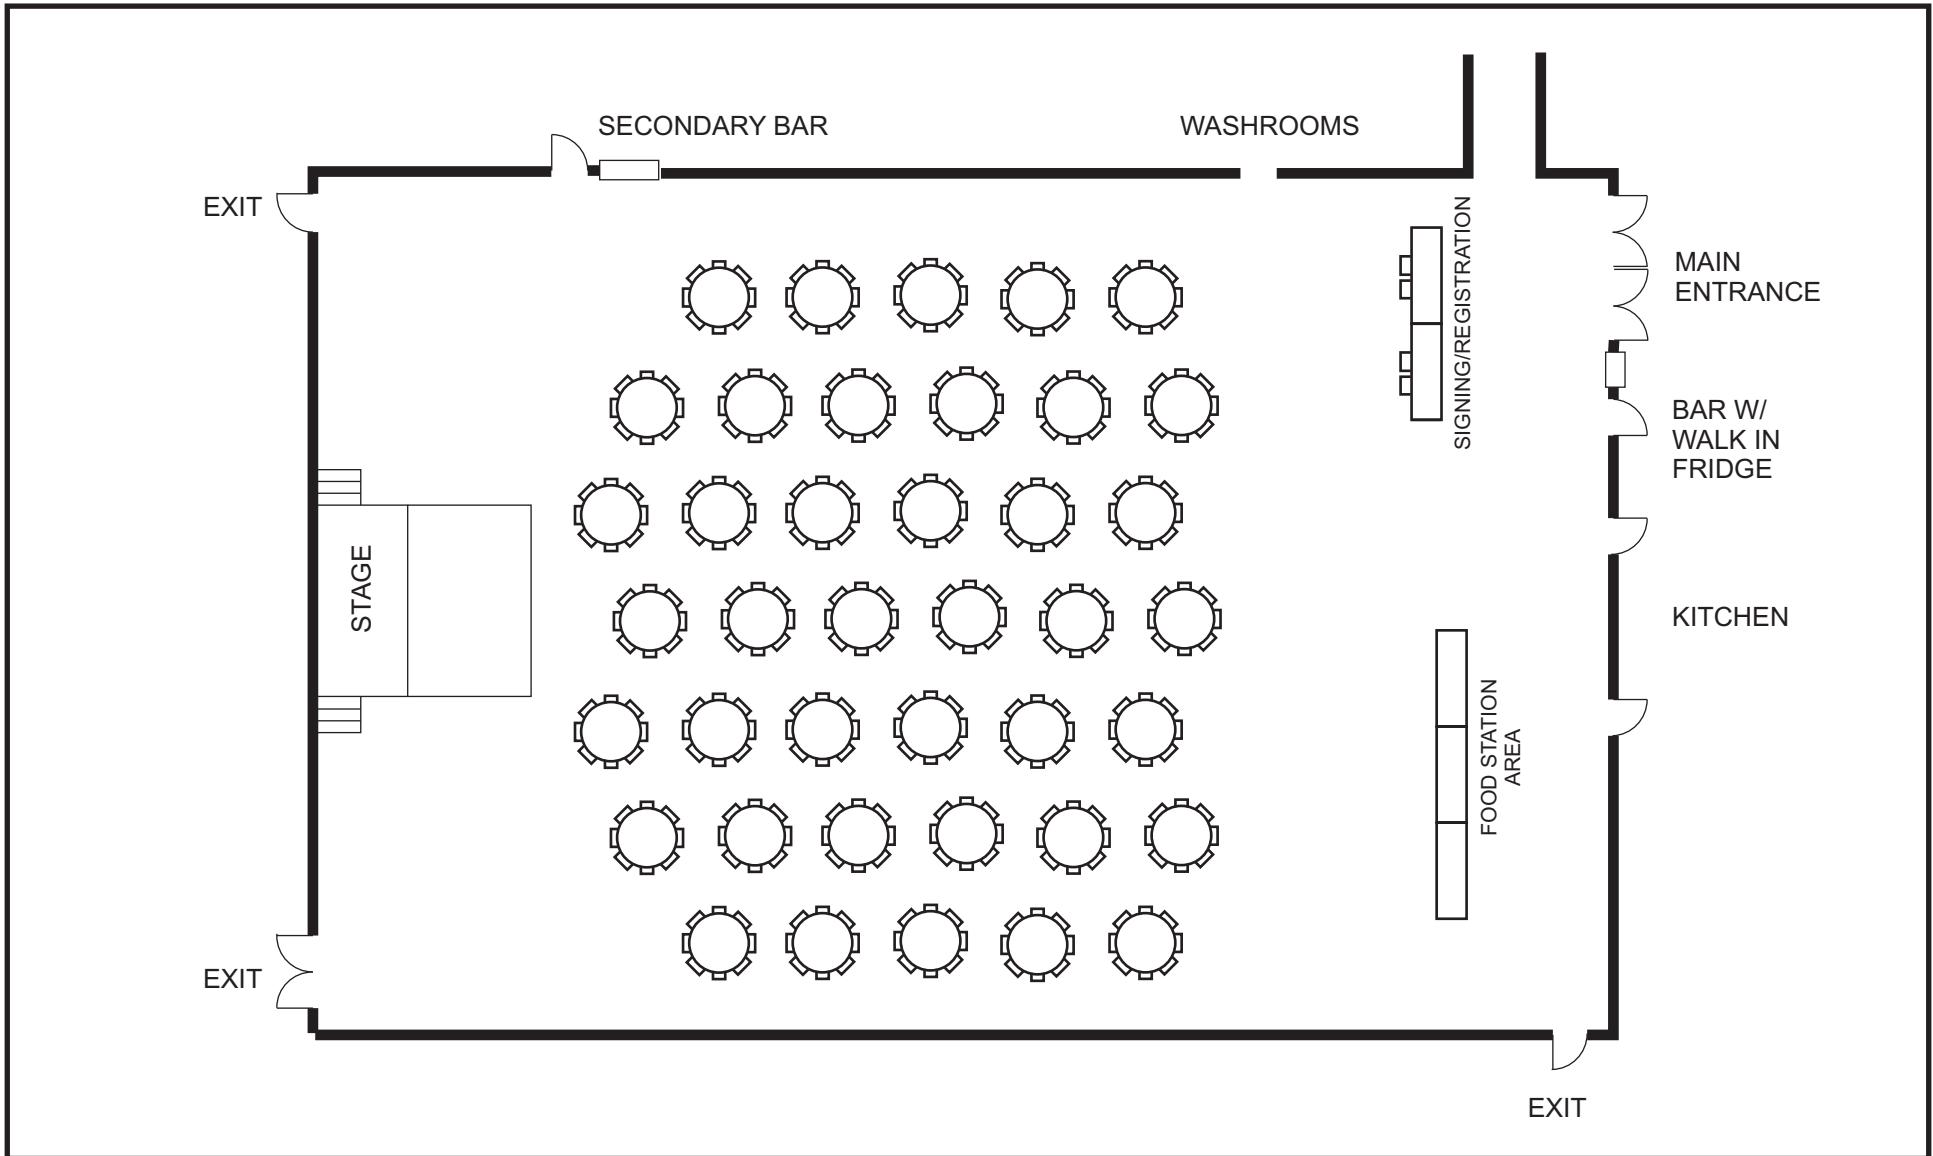 SECONDARY BAR
WASHROOMS
EXIT
SIGNING/REGISTRATION
MAIN
ENTRANCE
BAR W/
WALK IN
FRIDGE
STAGE
KITCHEN
FOOD STATION
AREA
EXIT
EXIT